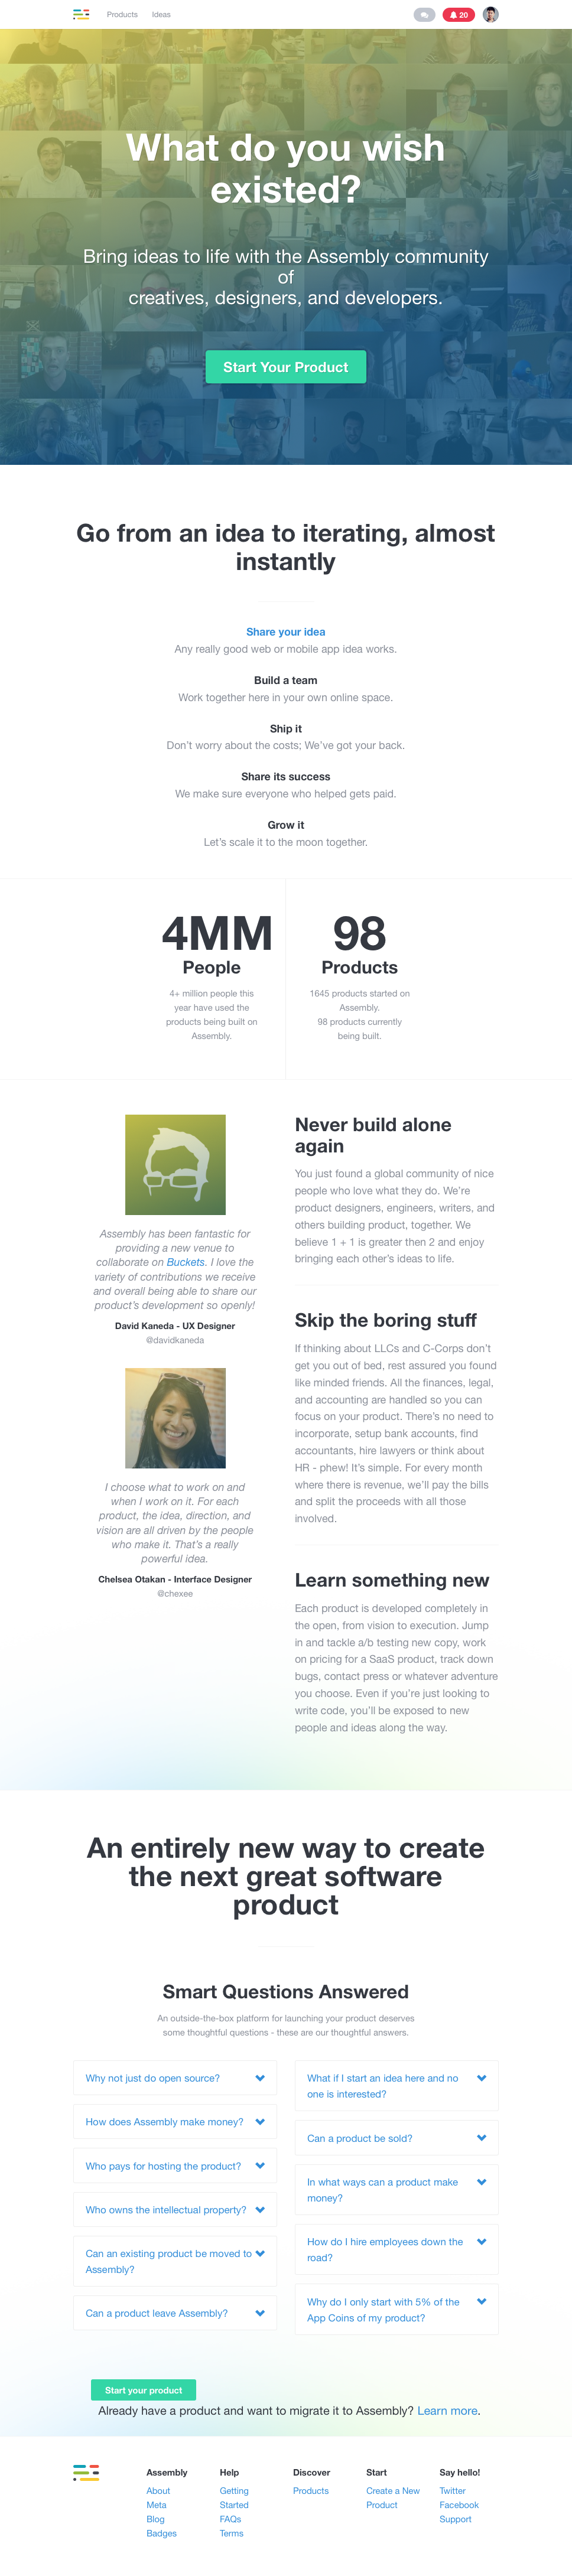 Products Ideas 20
What do you wish
existed?
Bring ideas to life with the Assembly community
of
creatives, designers, and developers.
Start Your Product
Go from an idea to iterating, almost
instantly
Share your idea
Any really good web or mobile app idea works.
Build a team
Work together here in your own online space.
Ship it
Don't worry about the costs; We've got your back.
Share its success
We make sure everyone who helped gets paid.
Grow it
Let's scale it to the moon together.
4MM
People
4+ million people this
year have used the
products being built on
Assembly.
98
Products
1645 products started on
Assembly.
98 products currently
being built.
Assembly has been fantastic for
providing a new venue to
collaborate on Buckets. I love the
variety of contributions we receive
and overall being able to share our
product's development so openly!
David Kaneda - UX Designer
@davidkaneda
I choose what to work on and
when I work on it. For each
product, the idea, direction, and
vision are all driven by the people
who make it. That's a really
powerful idea.
Chelsea Otakan - Interface Designer
@chexee
Never build alone
again
You just found a global community of nice
people who love what they do. We're
product designers, engineers, writers, and
others building product, together. We
believe 1 + 1 is greater then 2 and enjoy
bringing each other's ideas to life.
Skip the boring stuff
If thinking about LLCs and C-Corps don't
get you out of bed, rest assured you found
like minded friends. All the finances, legal,
and accounting are handled so you can
focus on your product. There's no need to
incorporate, setup bank accounts, find
accountants, hire lawyers or think about
HR - phew! It's simple. For every month
where there is revenue, we'll pay the bills
and split the proceeds with all those
involved.
Learn something new
Each product is developed completely in
the open, from vision to execution. Jump
in and tackle a/b testing new copy, work
on pricing for a SaaS product, track down
bugs, contact press or whatever adventure
you choose. Even if you're just looking to
write code, you'll be exposed to new
people and ideas along the way.
An entirely new way to create
the next great software
product
Smart Questions Answered
An outside-the-box platform for launching your product deserves
some thoughtful questions - these are our thoughtful answers.
Why not just do open source?
How does Assembly make money?
Who pays for hosting the product?
Who owns the intellectual property?
Can an existing product be moved to
Assembly?
Can a product leave Assembly?
What if I start an idea here and no
one is interested?
Can a product be sold?
In what ways can a product make
money?
How do I hire employees down the
road?
Why do I only start with 5% of the
App Coins of my product?
Start your product
Already have a product and want to migrate it to Assembly? Learn more.
Assembly
About
Meta
Blog
Badges
Help
Getting
Started
FAQs
Terms
Discover
Products
Start
Create a New
Product
Say hello!
Twitter
Facebook
Support